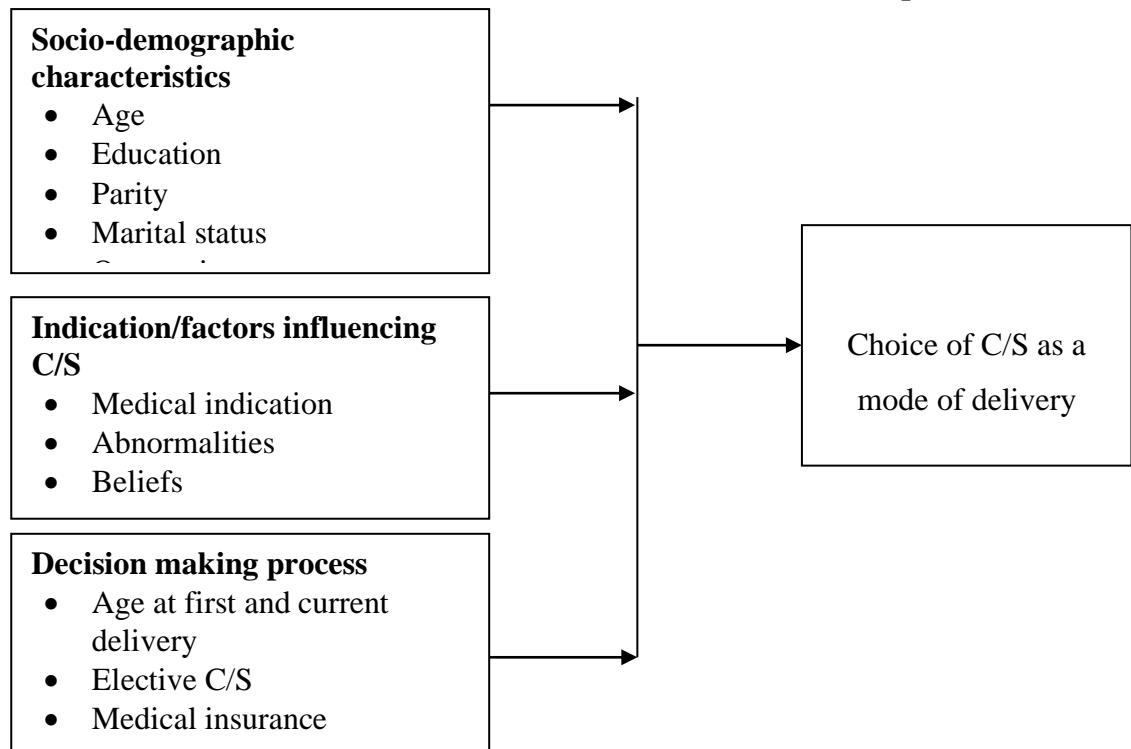 Socio-demographic
characteristics
• Age
• Education
• Parity
• Marital status
Indication/factors influencing
C/S
• Medical indication
• Abnormalities
• Beliefs
Decision making process
• Age at first and current
delivery
• Elective C/S
• Medical insurance
Choice of C/S as a
mode of delivery